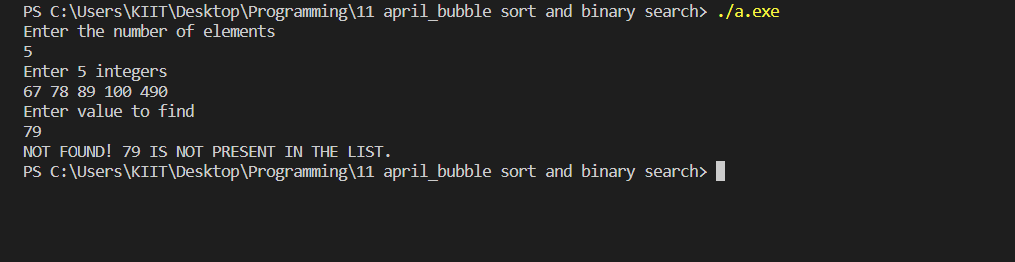 PS C:\Users\KIIT\Desktop\Programming\11 april_bubble sort and binary search> ./a.exe
Enter the number of elements
5
Enter 5 integers
67 78 89 100 490
Enter value to find
79
NOT FOUND! 79 IS NOT PRESENT IN THE LIST.
PS C:\Users\KIIT\Desktop\Programming\11 april_bubble sort and binary search>